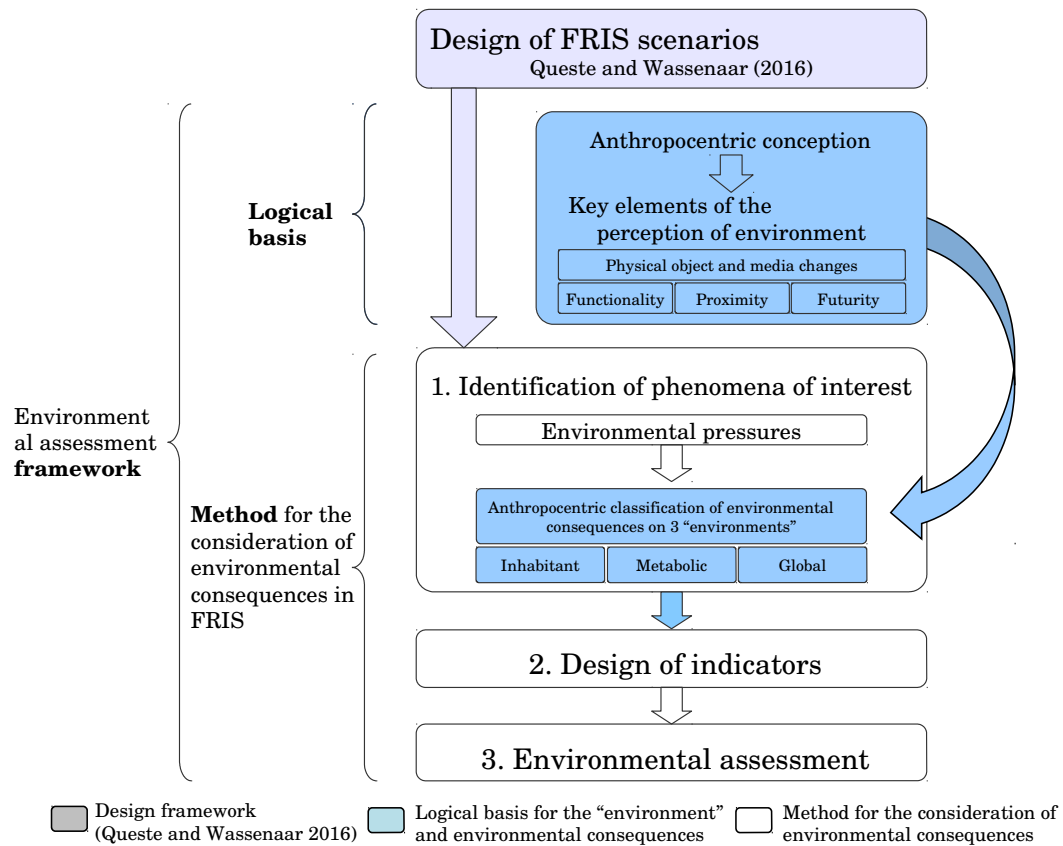 Design of FRIS scenarios
Queste and Wassenaar (2016)
Anthropocentric conception
Key elements of the
perception of environment
Physical object and media changes
Functionality
Proximity
Futurity
Logical
basis
1. Identification of phenomena of interest
Environmental pressures
Anthropocentric classification of environmental
consequences on 3 “environments”
Inhabitant
Metabolic
Global
Environment
al assessment
framework
Method for the
consideration of
environmental
consequences in
FRIS
2. Design of indicators
3. Environmental assessment
Design framework
(Queste and Wassenaar 2016)
Logical basis for the “environment”
and environmental consequences
Method for the consideration of
environmental consequences